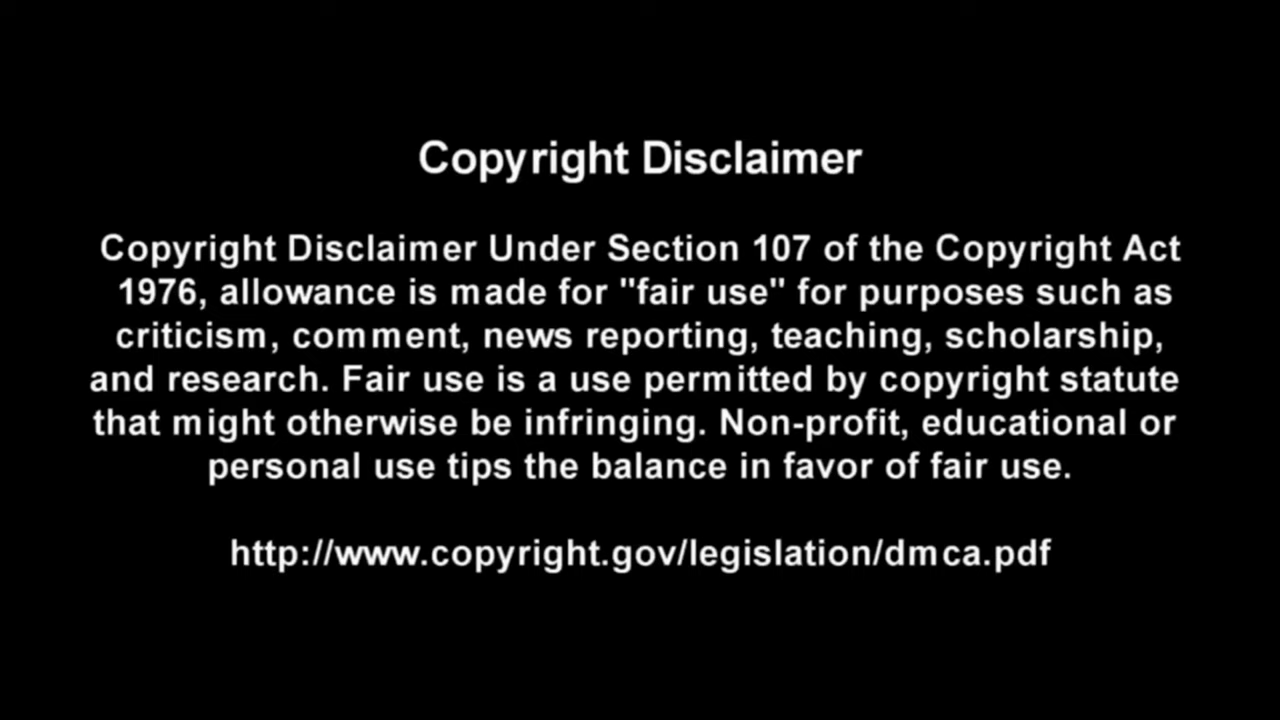 Copyright Disclaimer
Copyright Disclaimer Under Section 107 of the Copyright Act
1976, allowance is made for "fair use" for purposes such as
criticism, comment, news reporting, teaching, scholarship,
and research. Fair use is a use permitted by copyright statute
that might otherwise be infringing. Non-profit, educational or
personal use tips the balance in favor of fair use.
http://www.copyright.gov/legislation/dmca.pdf